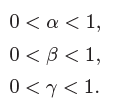 0 < α < 1,
0 < β < 1,
0 < γ < 1.